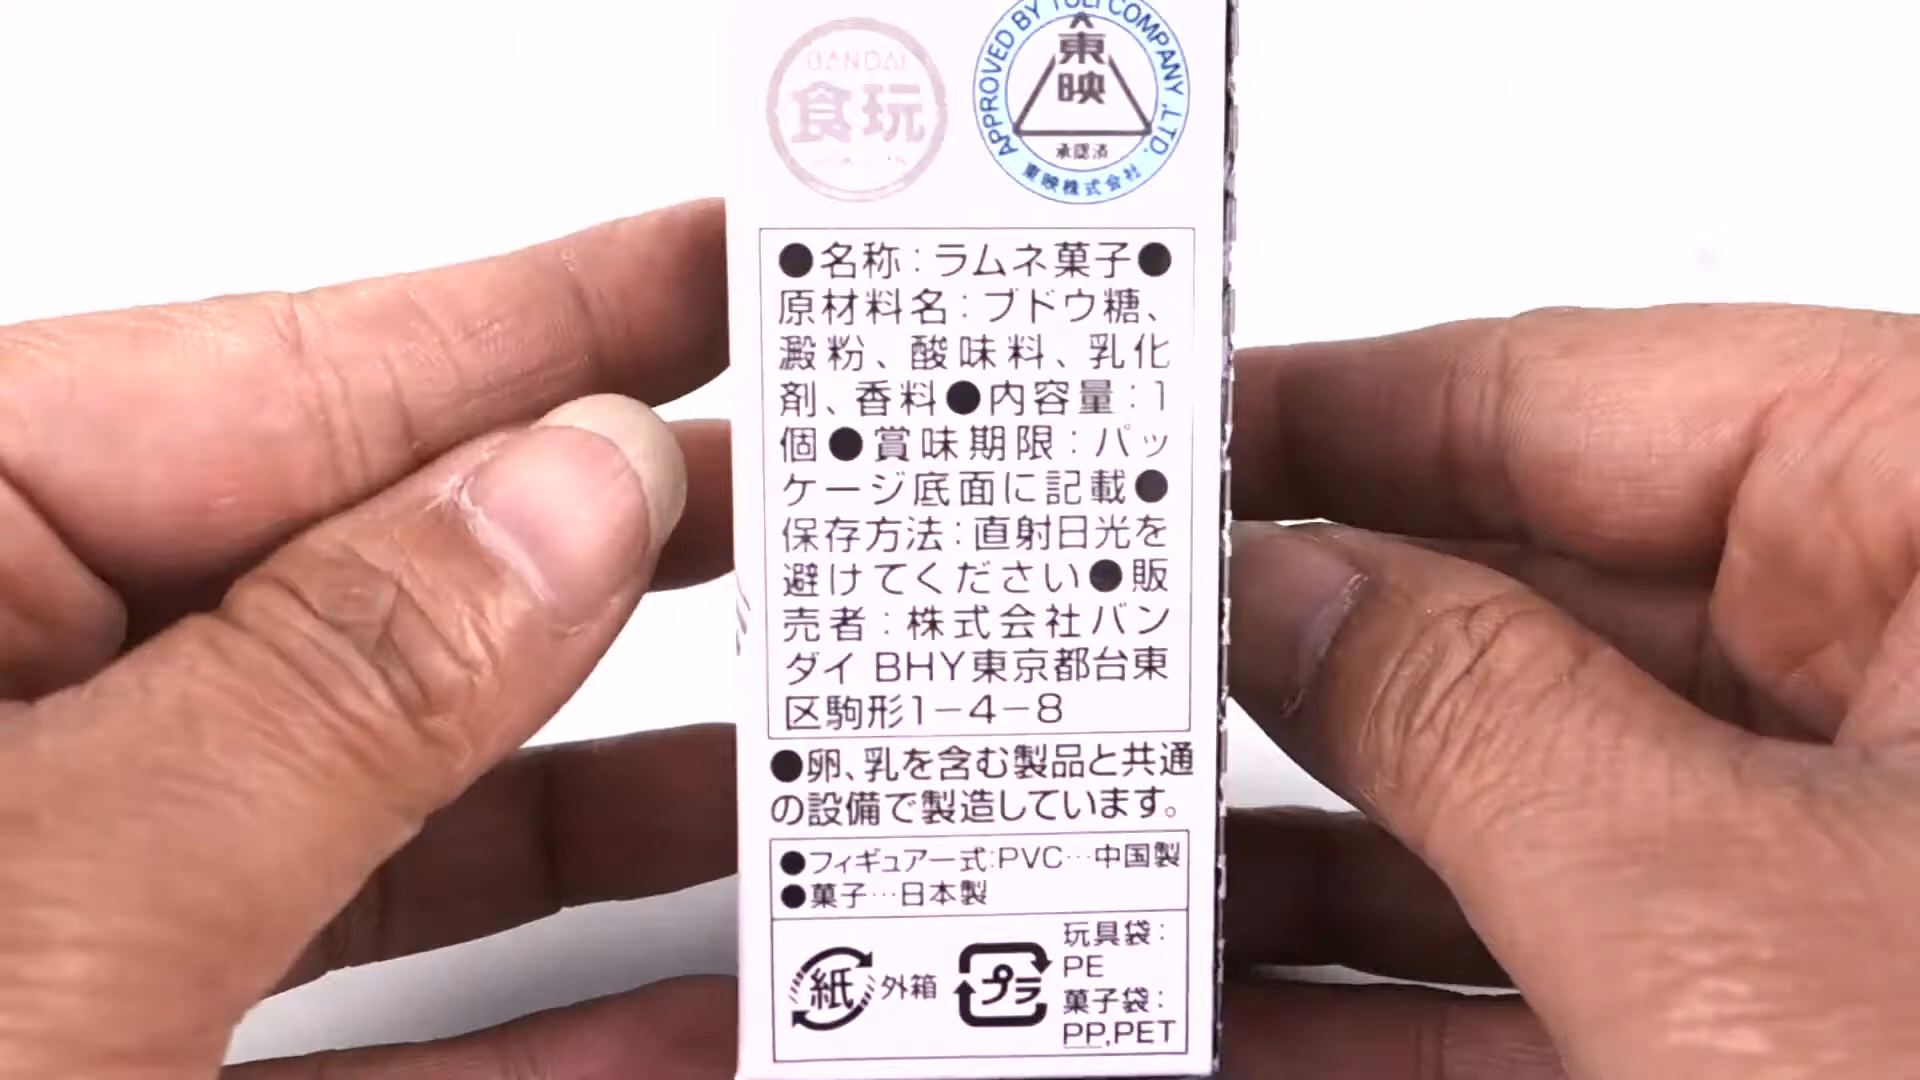 BANDAI
食玩
APPROVED BY TOEI COMPANY ,LTD.
東映
承認済
東映株式会社
●名称:ラムネ菓子●
原材料名:ブドウ糖、
澱粉、酸味料、乳化
剤、香料●内容量:1
個●賞味期限:パッ
ケージ底面に記載●
保存方法:直射日光を
避けてください●販
売者:株式会社バン
ダイ BHY東京都台東
区駒形1-4-8
●卵、乳を含む製品と共通
の設備で製造しています。
●フィギュア一式:PVC…中国製
●菓子…日本製
紙 外箱
プラ
玩具袋:
PE
菓子袋:
PP,PET